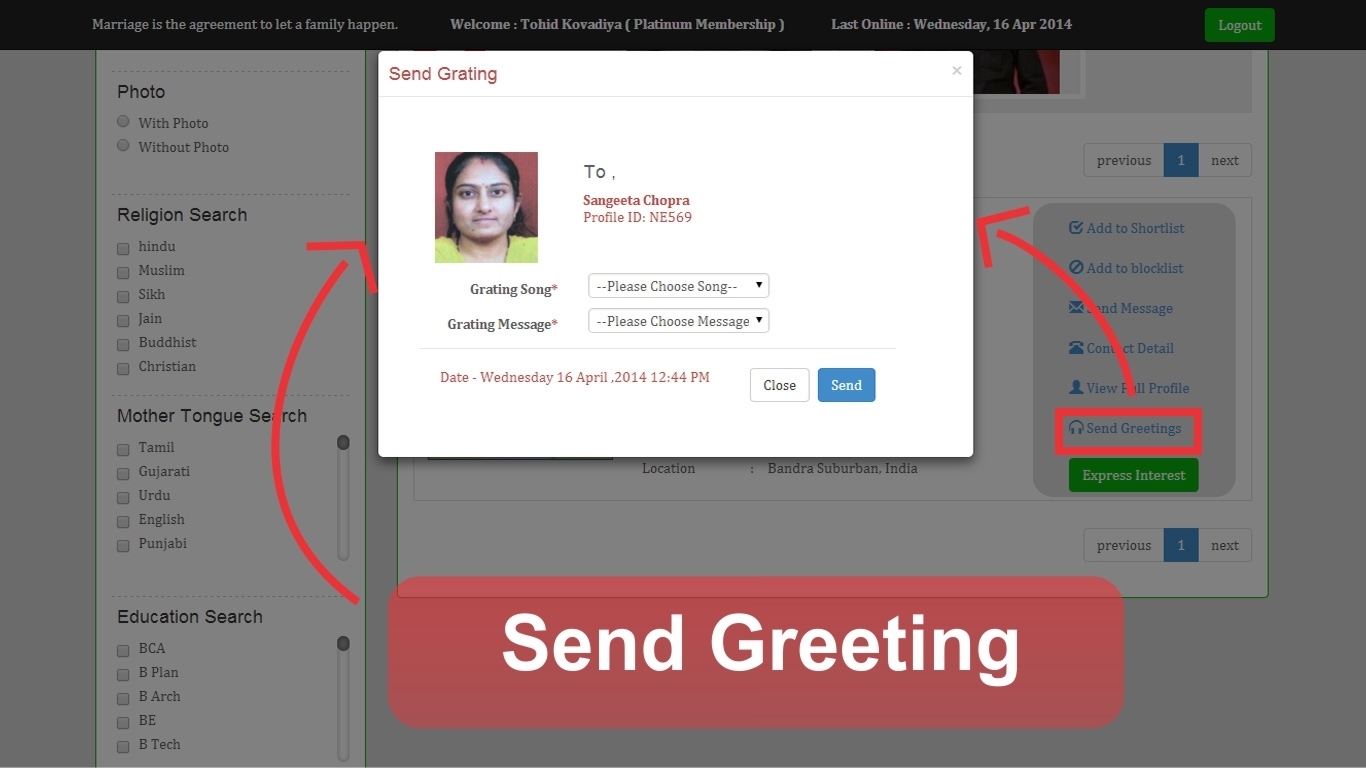 Marriage is the agreement to let a family happen. Welcome : Tohid Kovadiya ( Platinum Membership ) Last Online : Wednesday, 16 Apr 2014 Logout
Photo
With Photo
Without Photo
Religion Search
hindu
Muslim
Sikh
Jain
Buddhist
Christian
Mother Tongue Search
Tamil
Gujarati
Urdu
English
Punjabi
Education Search
BCA
B Plan
B Arch
BE
B Tech
Send Grating ×
To ,
Sangeeta Chopra
Profile ID: NE569
Grating Song* --Please Choose Song--
Grating Message* --Please Choose Message
Date - Wednesday 16 April ,2014 12:44 PM Close Send
Location : Bandra Suburban, India
previous 1 next
Add to Shortlist
Add to blocklist
Send Message
Contact Detail
View Full Profile
Send Greetings
Express Interest
previous 1 next
Send Greeting